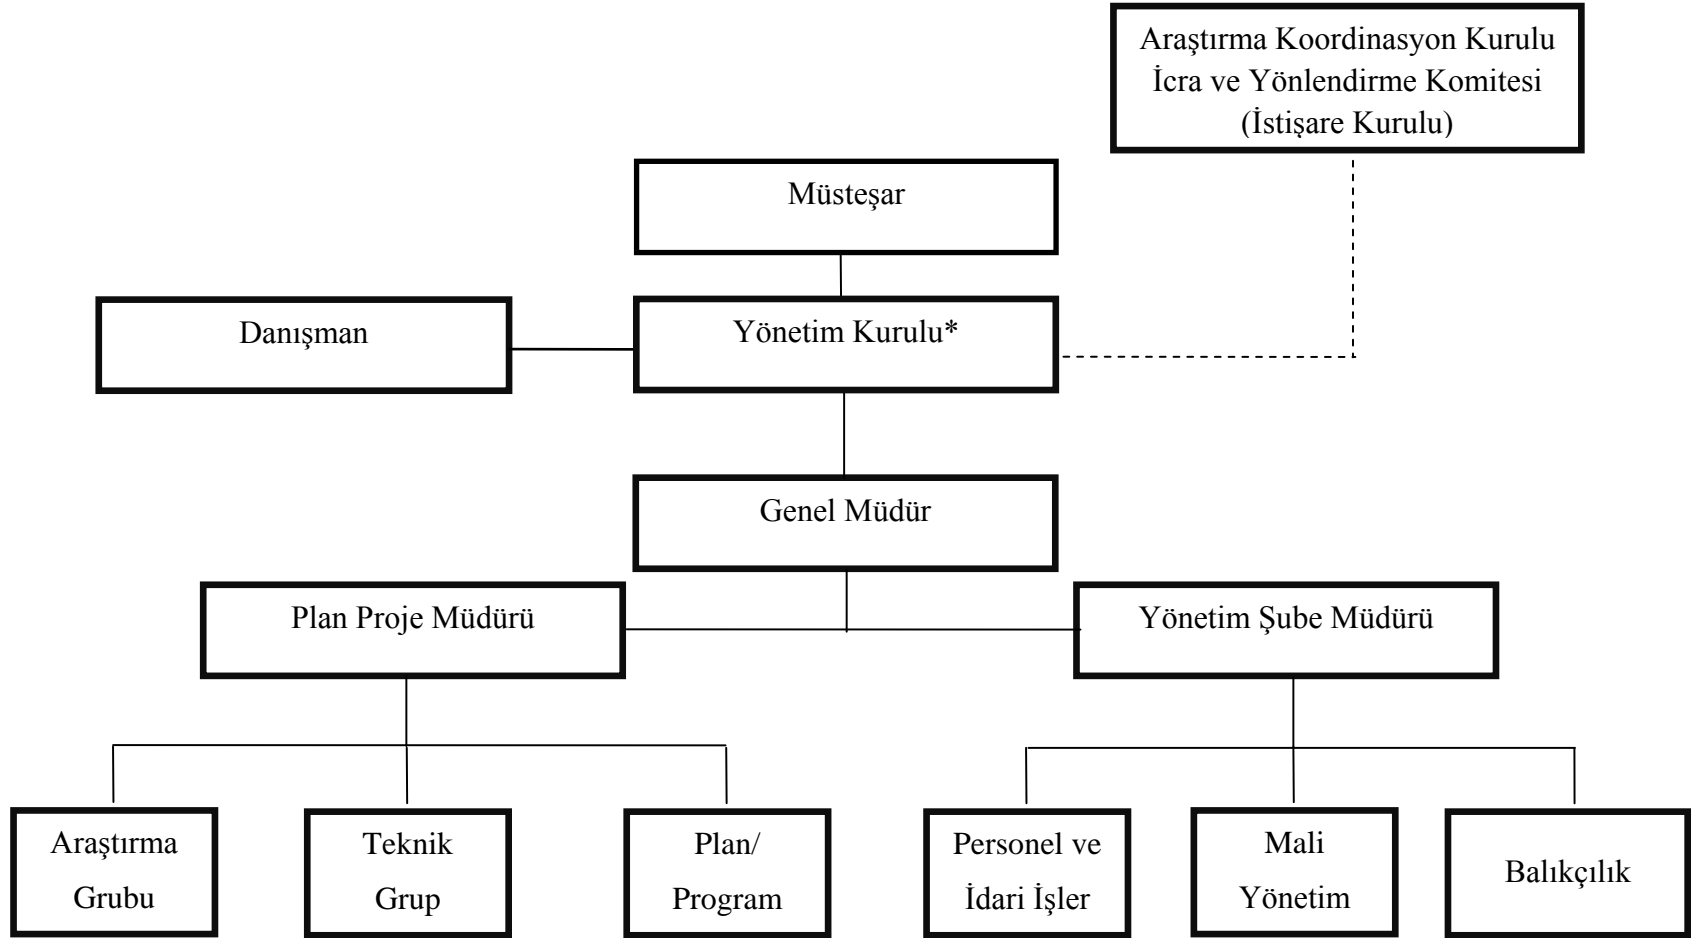 Araştırma Koordinasyon Kurulu
İcra ve Yönlendirme Komitesi
(İstişare Kurulu)
Müsteşar
Danışman
Yönetim Kurulu*
Genel Müdür
Plan Proje Müdürü
Yönetim Şube Müdürü
Araştırma
Grubu
Teknik
Grup
Plan/
Program
Personel ve
İdari İşler
Mali
Yönetim
Balıkçılık